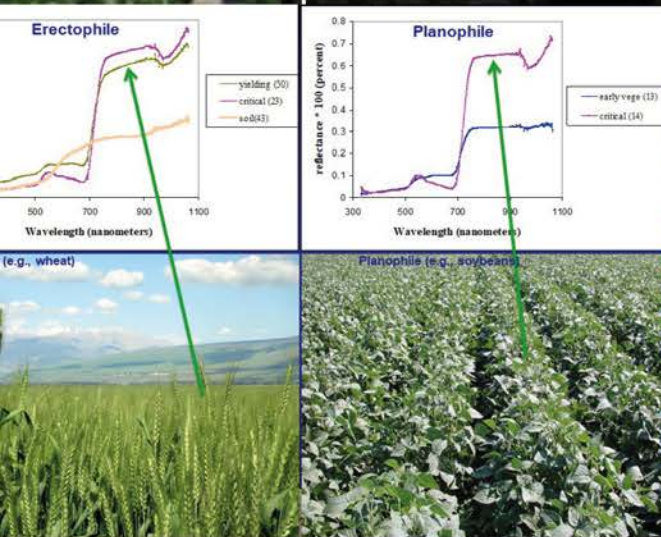 Erectophile
yielding (50)
critical (23)
soil(43)
500 700 900 1100
Wavelength (nanometers)
Planophile
0.8
0.7
0.6
0.5
0.4
0.3
0.2
0.1
0
reflectance * 100 (percent)
300 500 700 900 1100
Wavelength (nanometers)
early vege (13)
critical (14)
(e.g., wheat)
Planophile (e.g., soybeans)